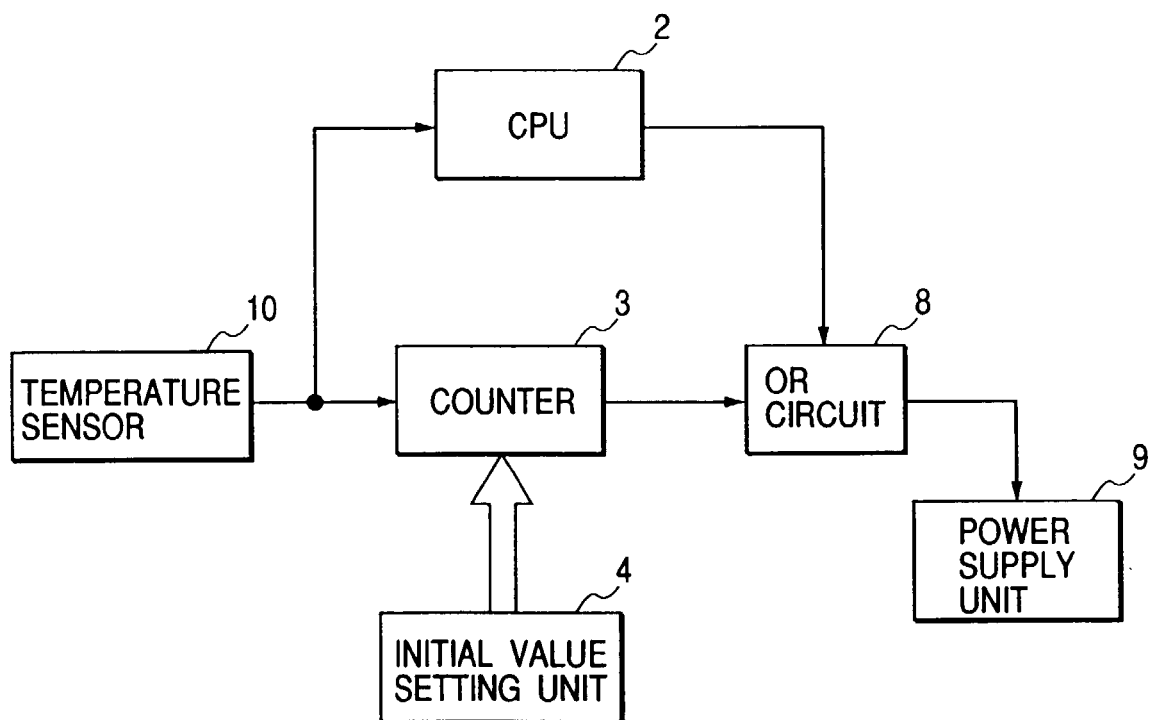 2
CPU
10
TEMPERATURE
SENSOR
3
COUNTER
8
OR
CIRCUIT
9
POWER
SUPPLY
UNIT
4
INITIAL VALUE
SETTING UNIT